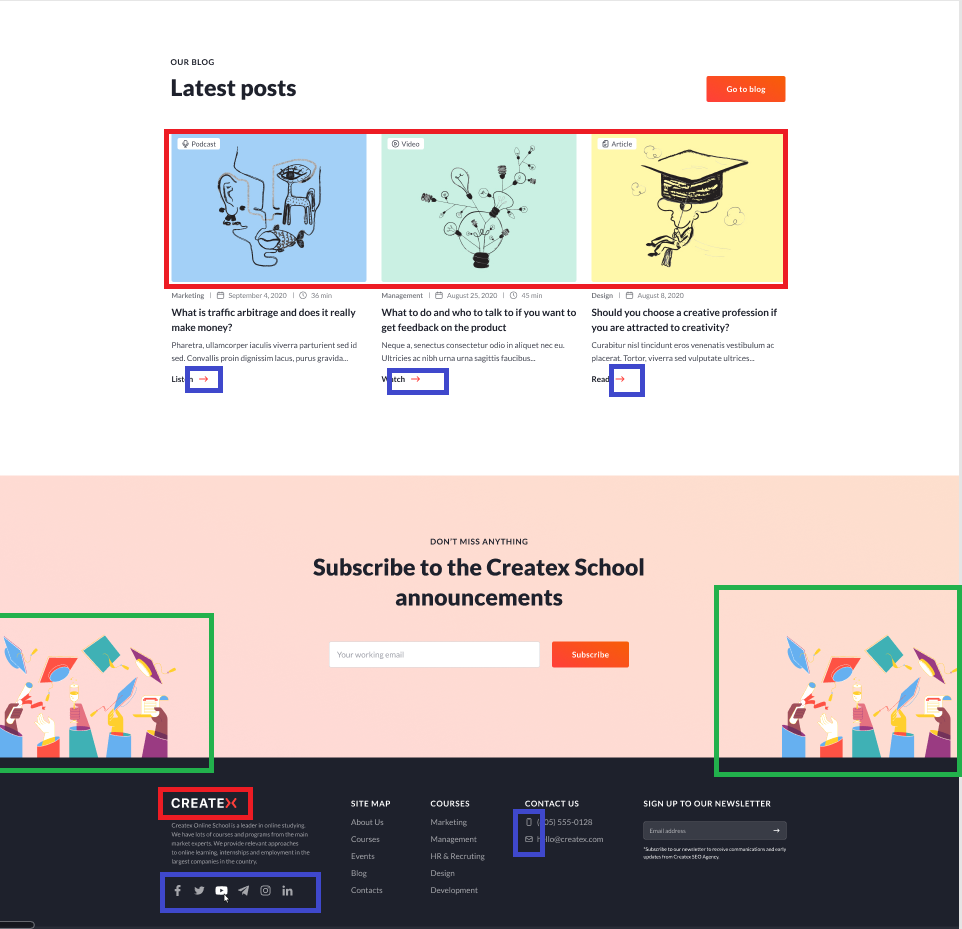 OUR BLOG
Latest posts
Go to blog
Podcast
Video
Article
Marketing | September 4, 2020 | 36 min
What is traffic arbitrage and does it really
make money?
Pharetra, ullamcorper iaculis viverra parturient sed id
sed. Convallis proin dignissim lacus, purus gravida...
Listen
Management | August 25, 2020 | 45 min
What to do and who to talk to if you want to
get feedback on the product
Neque a, senectus consectetur odio in aliquet nec eu.
Ultricies ac nibh urna urna sagittis faucibus...
Watch
Design | August 8, 2020
Should you choose a creative profession if
you are attracted to creativity?
Curabitur nisl tincidunt eros venenatis vestibulum ac
placerat. Tortor, viverra sed vulputate ultrices...
Read
DON'T MISS ANYTHING
Subscribe to the Createx School
announcements
Your working email
Subscribe
CREATEX
Createx Online School is a leader in online studying.
We have lots of courses and programs from the main
market experts. We provide relevant approaches
to online learning, internships and employment in the
largest companies in the country.
SITE MAP
About Us
Courses
Events
Blog
Contacts
COURSES
Marketing
Management
HR & Recruting
Design
Development
CONTACT US
(405) 555-0128
hello@createx.com
SIGN UP TO OUR NEWSLETTER
Email address
*Subscribe to our newsletter to receive communications and early
updates from Createx SEO Agency.